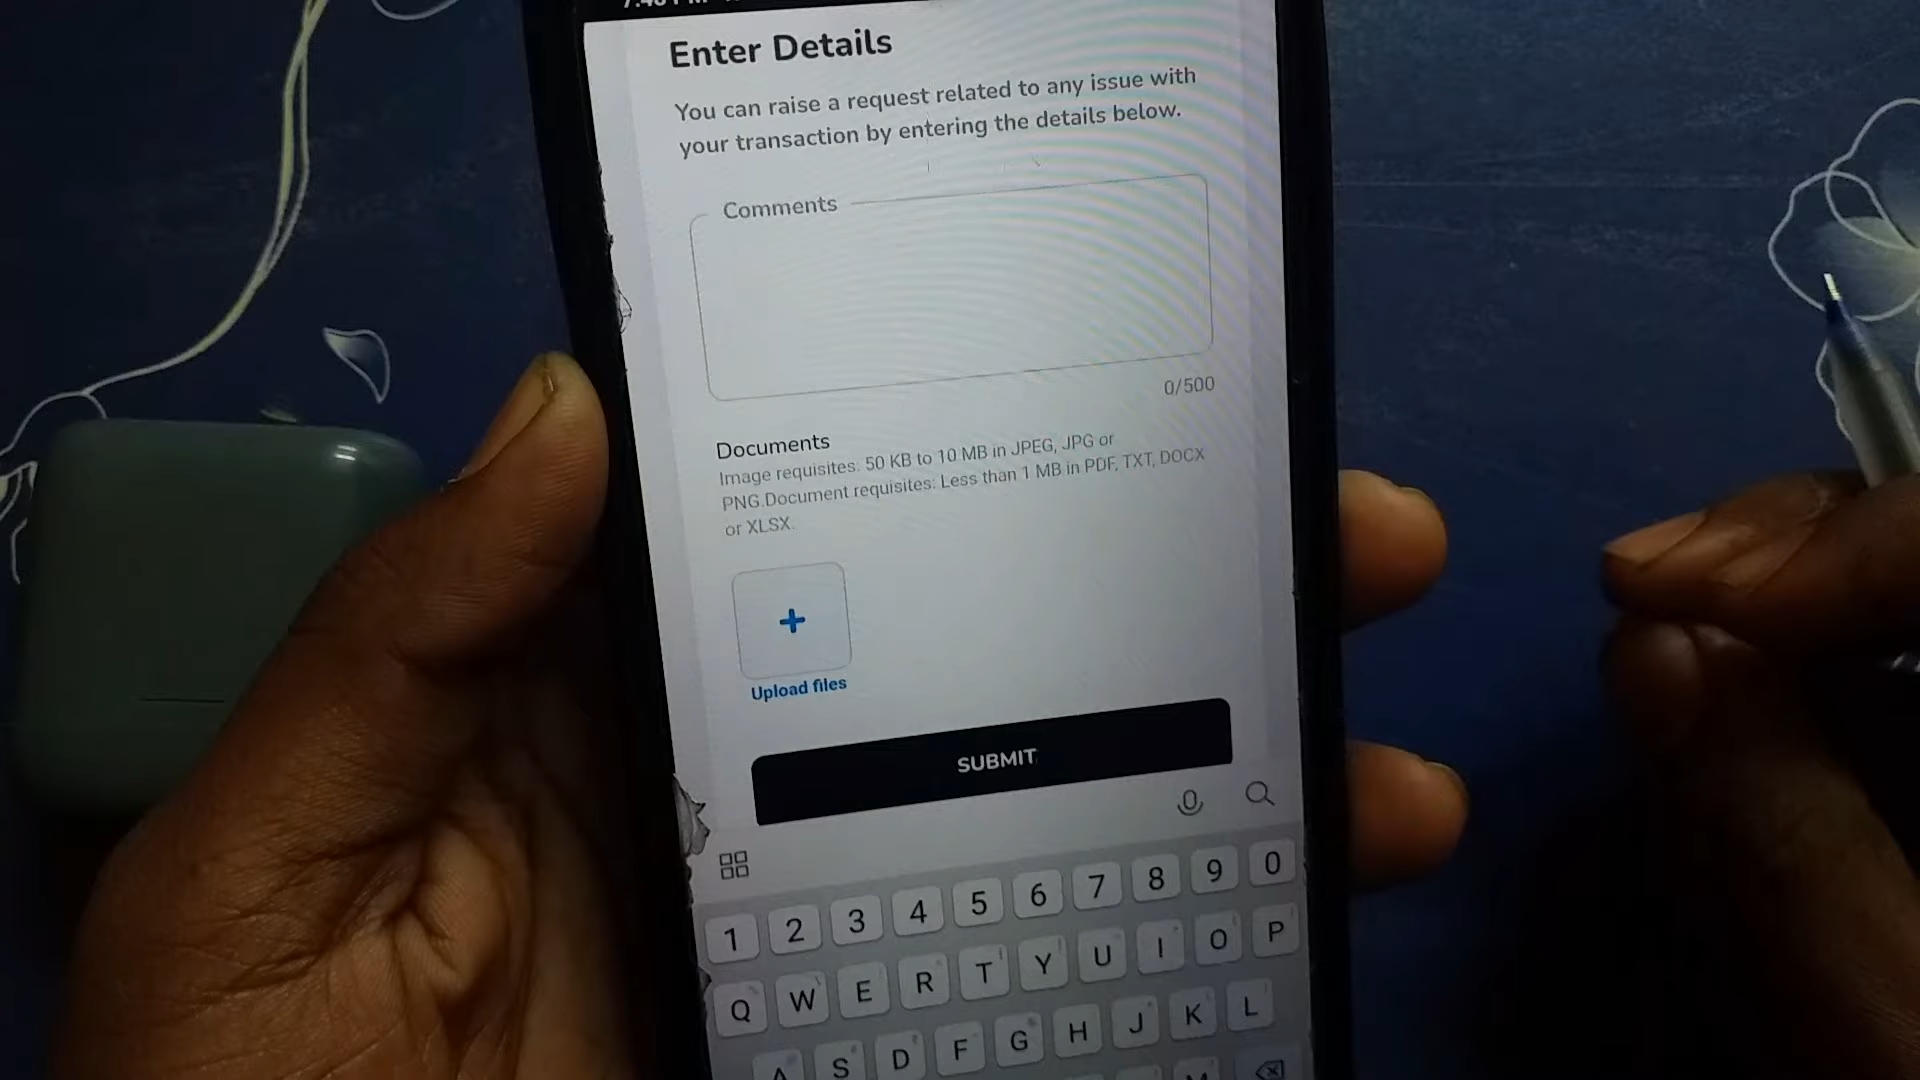 Enter Details
You can raise a request related to any issue with
your transaction by entering the details below.
Comments
0/500
Documents
Image requisites: 50 KB to 10 MB in JPEG, JPG or
PNG.Document requisites: Less than 1 MB in PDF, TXT, DOCX
or XLSX.
Upload files
SUBMIT
1 2 3 4 5 6 7 8 9 0
Q W E R T Y U I O P
A S D F G H J K L
M